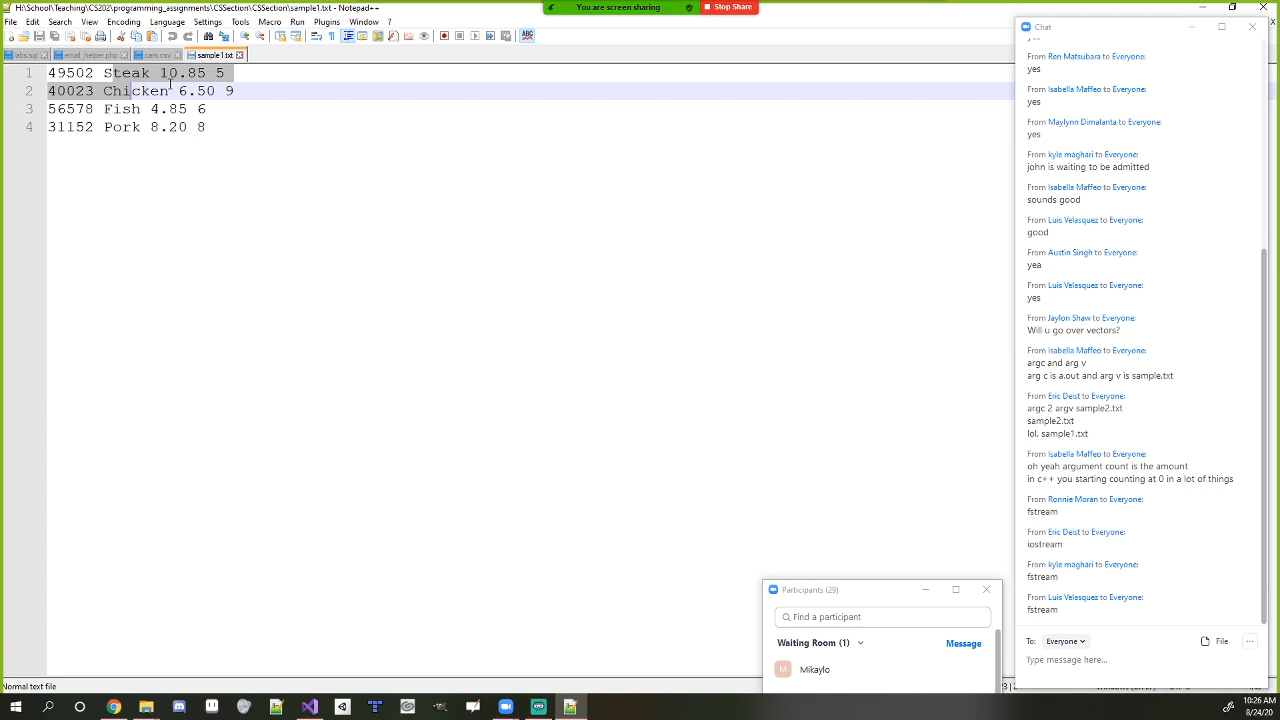 H:\School\Teaching\CS202\programming_assignments\CSSection\CSSection\sample1.txt - Notepad++
You are screen sharing
Stop Share
File Edit Search View Encoding Language Settings Tools Macro Run Plugins Window ?
labs.sql
email_helper.php
cars.csv
sample1.txt
1 49502 Steak 10.85 5
2 40023 Chicken 6.50 9
3 56578 Fish 4.85 6
4 31152 Pork 8.20 8
Chat
From Ren Matsubara to Everyone:
yes
From Isabella Maffeo to Everyone:
yes
From Maylynn Dimalanta to Everyone:
yes
From kyle maghari to Everyone:
john is waiting to be admitted
From Isabella Maffeo to Everyone:
sounds good
From Luis Velasquez to Everyone:
good
From Austin Singh to Everyone:
yea
From Luis Velasquez to Everyone:
yes
From Jaylon Shaw to Everyone:
Will u go over vectors?
From Isabella Maffeo to Everyone:
argc and arg v
arg c is a.out and arg v is sample.txt
From Eric Deist to Everyone:
argc 2 argv sample2.txt
sample2.txt
lol. sample1.txt
From Isabella Maffeo to Everyone:
oh yeah argument count is the amount
in c++ you starting counting at 0 in a lot of things
From Ronnie Moran to Everyone:
fstream
From Eric Deist to Everyone:
iostream
From kyle maghari to Everyone:
fstream
From Luis Velasquez to Everyone:
fstream
To: Everyone
File
Type message here...
Participants (29)
Find a participant
Waiting Room (1)
Message
M
Mikaylo
Normal text file
10:26 AM
8/24/20